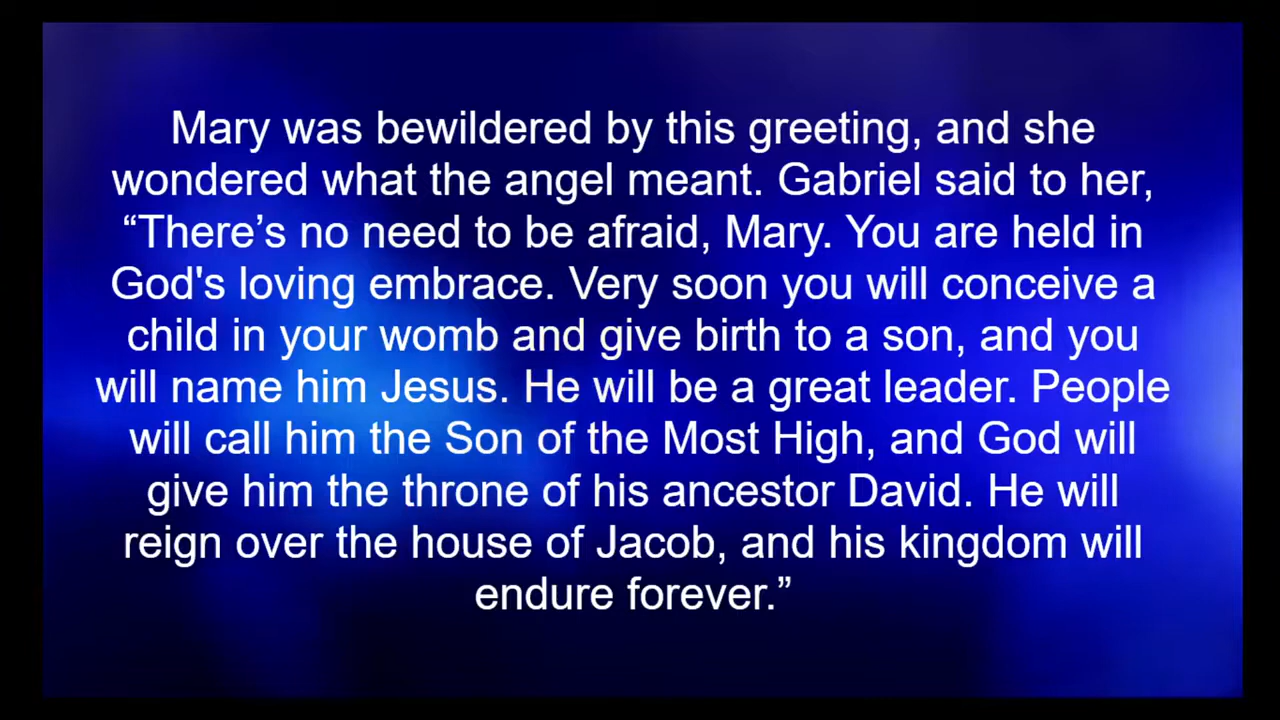 Mary was bewildered by this greeting, and she
wondered what the angel meant. Gabriel said to her,
“There’s no need to be afraid, Mary. You are held in
God's loving embrace. Very soon you will conceive a
child in your womb and give birth to a son, and you
will name him Jesus. He will be a great leader. People
will call him the Son of the Most High, and God will
give him the throne of his ancestor David. He will
reign over the house of Jacob, and his kingdom will
endure forever.”